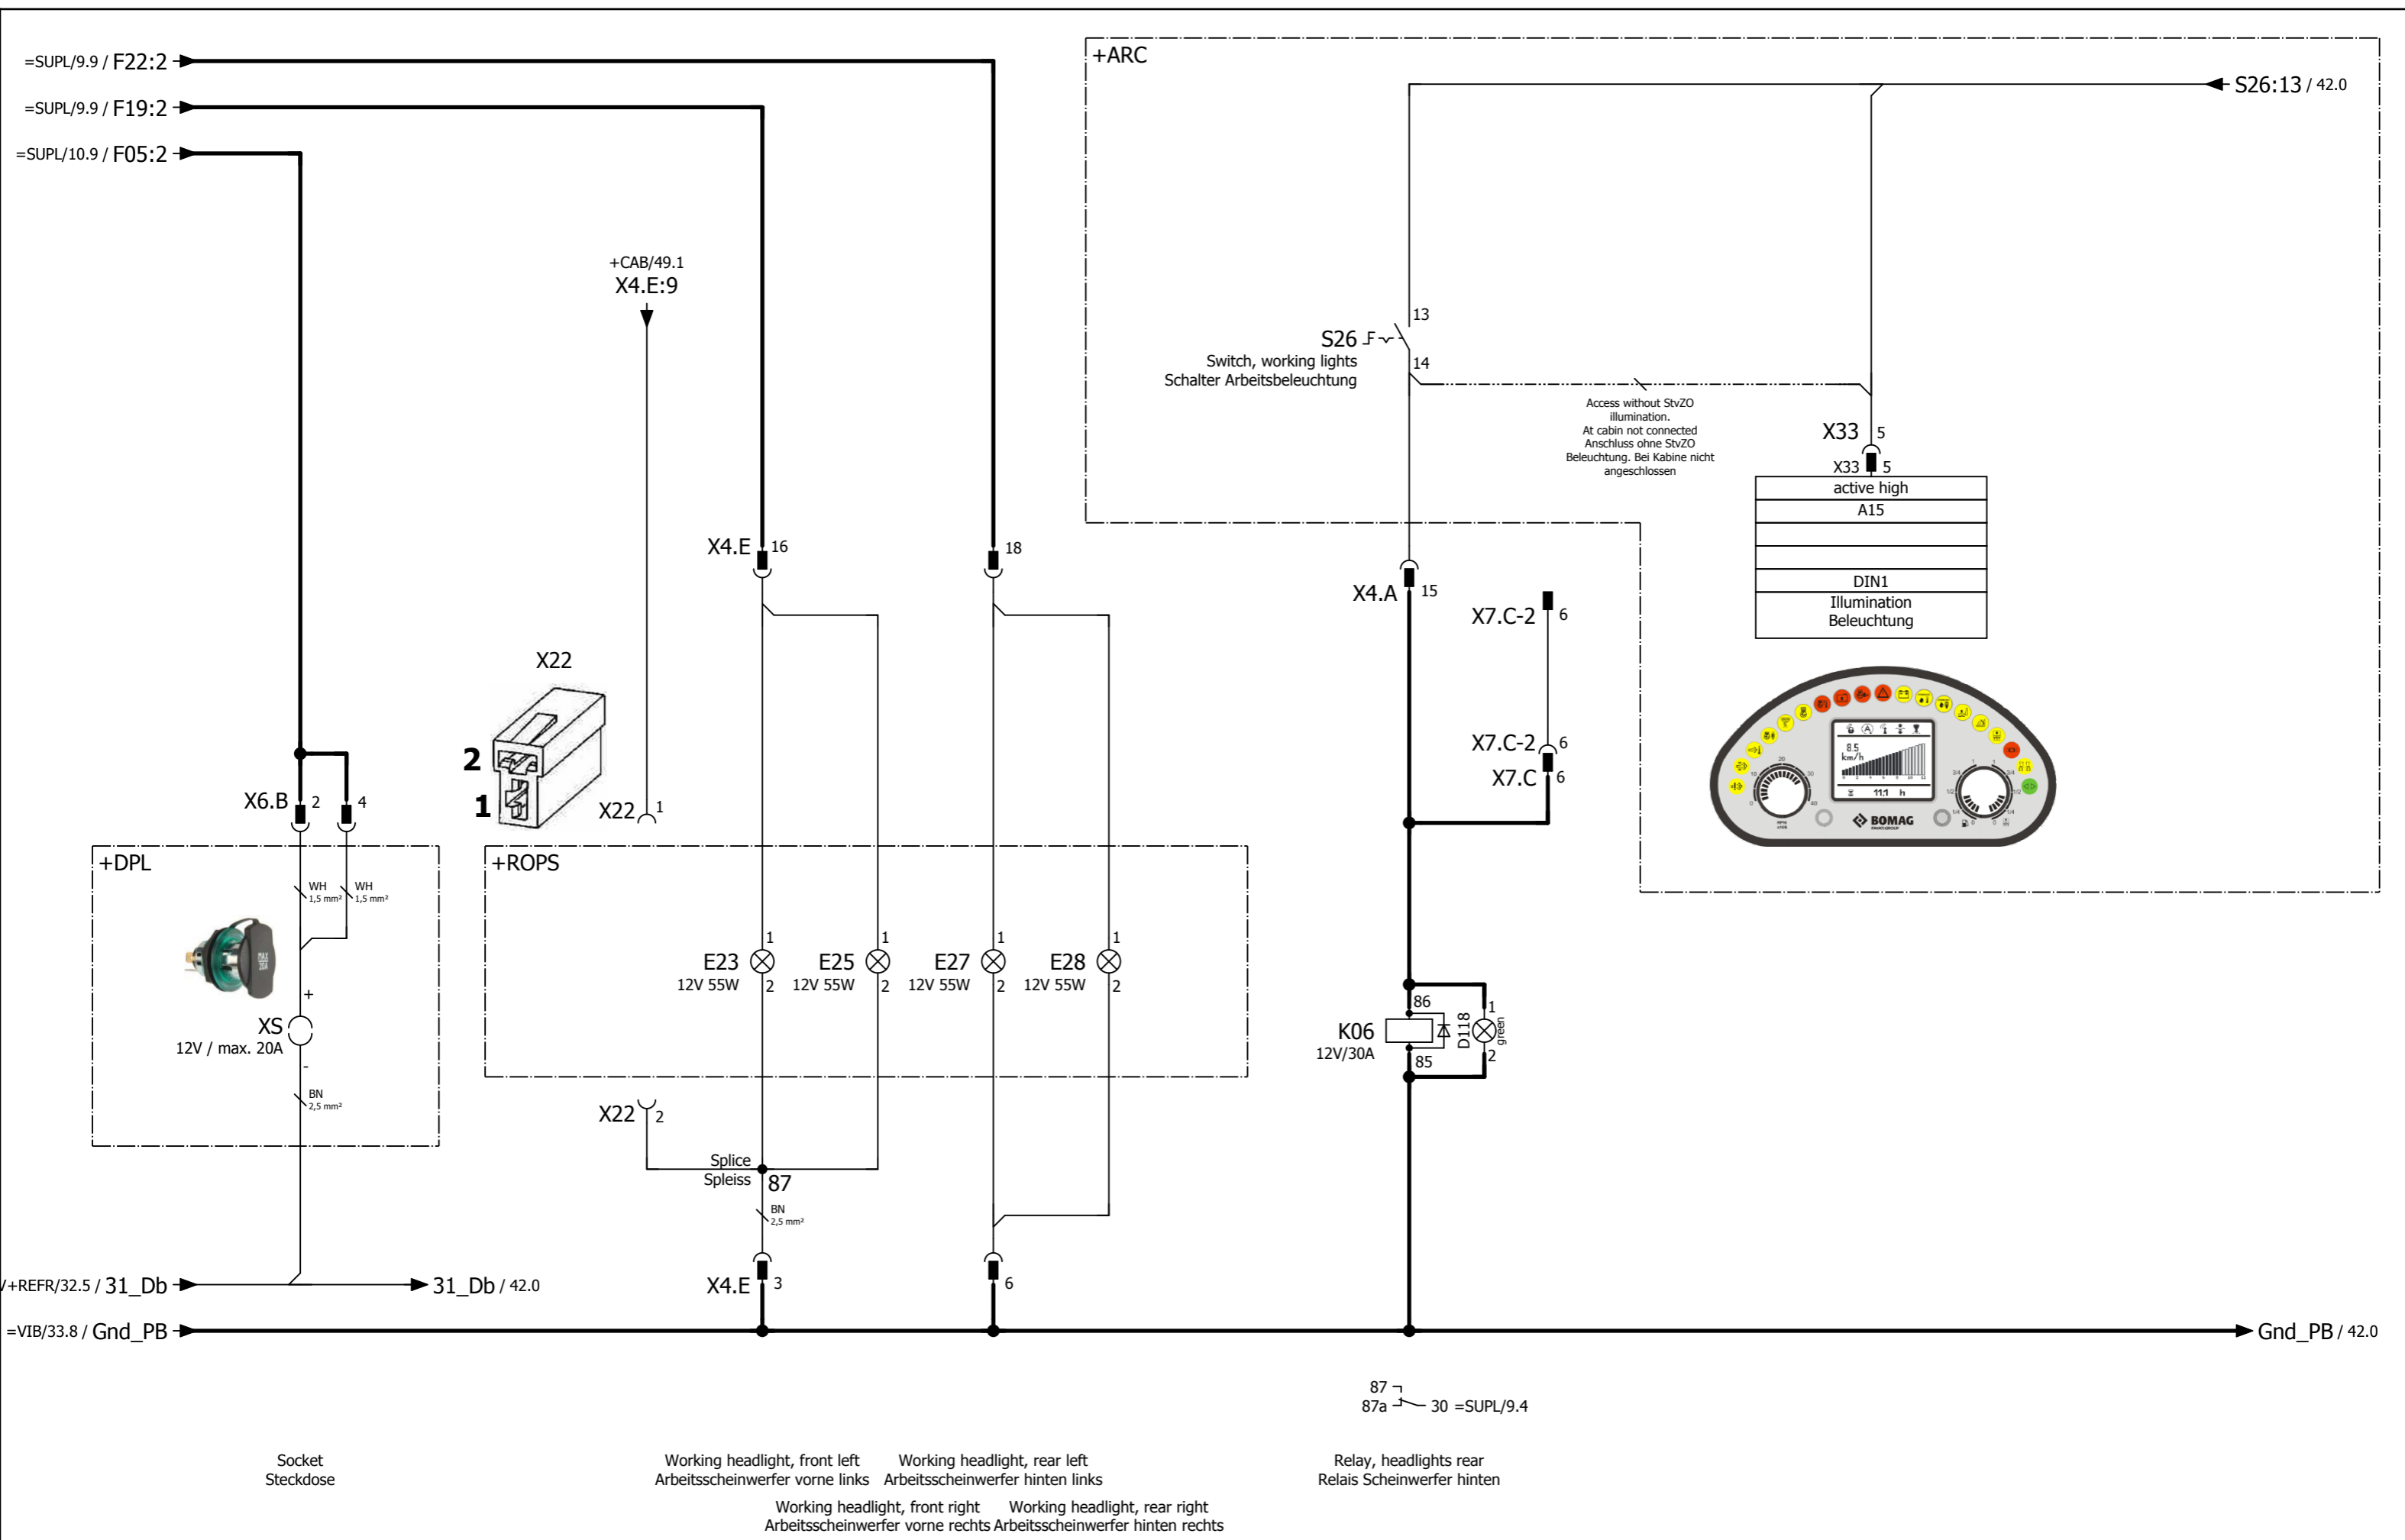 =SUPL/9.9 / F22:2
=SUPL/9.9 / F19:2
=SUPL/10.9 / F05:2
+ARC
S26:13 / 42.0
+CAB/49.1
X4.E:9
13
S26
Switch, working lights
Schalter Arbeitsbeleuchtung
14
Access without StvZO
illumination.
At cabin not connected
Anschluss ohne StvZO
Beleuchtung. Bei Kabine nicht
angeschlossen
X33 5
X33 5
active high
A15
DIN1
Illumination
Beleuchtung
X4.E 16
18
X4.A 15
X7.C-2 6
X7.C-2 6
X7.C 6
X22
2
1
X22 1
X6.B 2 4
+DPL
WH
1,5 mm²
WH
1,5 mm²
MAX
20A
+
XS
12V / max. 20A
-
BN
2,5 mm²
+ROPS
1
E23
12V 55W 2
1
E25
12V 55W 2
1
E27
12V 55W 2
1
E28
12V 55W 2
8.5
km/h
11.1 h
BOMAG
86
K06
12V/30A
85
D118
1
green
2
X22 2
Splice
Spleiss
87
BN
2,5 mm²
X4.E 3
6
/+REFR/32.5 / 31_Db
31_Db / 42.0
=VIB/33.8 / Gnd_PB
Gnd_PB / 42.0
87
87a
30 =SUPL/9.4
Socket
Steckdose
Working headlight, front left
Arbeitsscheinwerfer vorne links
Working headlight, rear left
Arbeitsscheinwerfer hinten links
Relay, headlights rear
Relais Scheinwerfer hinten
Working headlight, front right
Arbeitsscheinwerfer vorne rechts
Working headlight, rear right
Arbeitsscheinwerfer hinten rechts